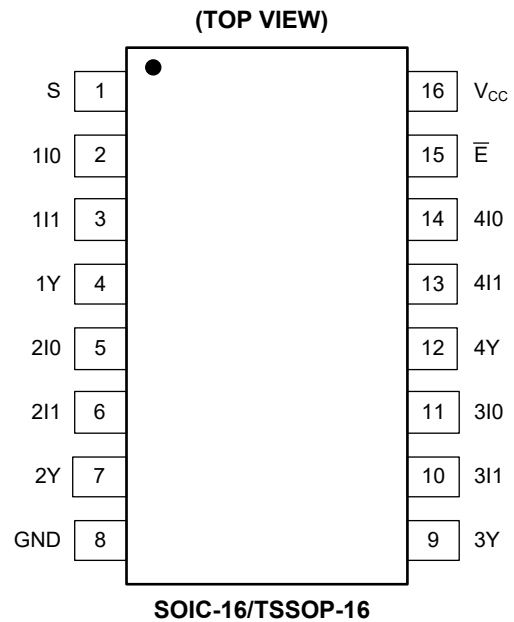 (TOP VIEW)
S 1 16 VCC
1I0 2 15 E̅
1I1 3 14 4I0
1Y 4 13 4I1
2I0 5 12 4Y
2I1 6 11 3I0
2Y 7 10 3I1
GND 8 9 3Y
SOIC-16/TSSOP-16